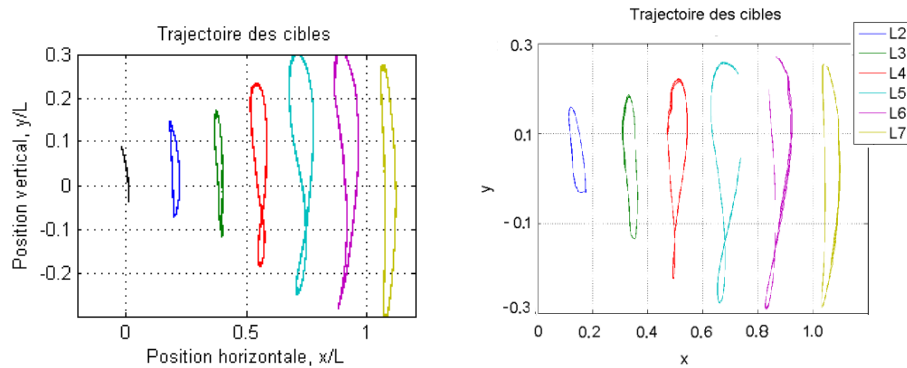 Trajectoire des cibles
0.3
0.2
0.1
0
-0.1
-0.2
0
0.5
1
Position vertical, y/L
Position horizontale, x/L
Trajectoire des cibles
0.3
0.1
-0.1
-0.3
0
0.2
0.4
0.6
0.8
1.0
y
x
L2
L3
L4
L5
L6
L7